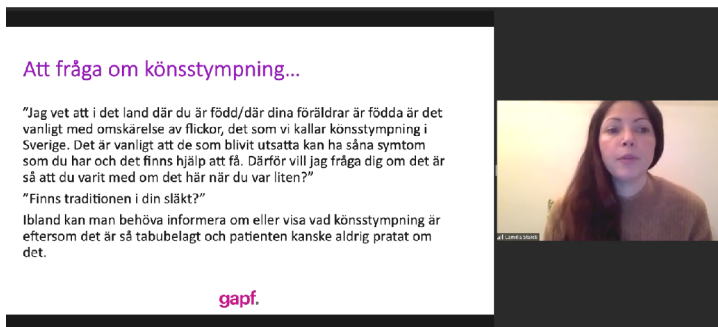 Att fråga om könsstympning...
"Jag vet att i det land där du är född/där dina föräldrar är födda är det
vanligt med omskärelse av flickor, det som vi kallar könsstympning i
Sverige. Det är vanligt att de som blivit utsatta kan ha såna symtom
som du har och det finns hjälp att få. Därför vill jag fråga dig om det är
så att du varit med om det här när du var liten?"
"Finns traditionen i din släkt?"
Ibland kan man behöva informera om eller visa vad könsstympning är
eftersom det är så tabubelagt och patienten kanske aldrig pratat om
det.
gapf.